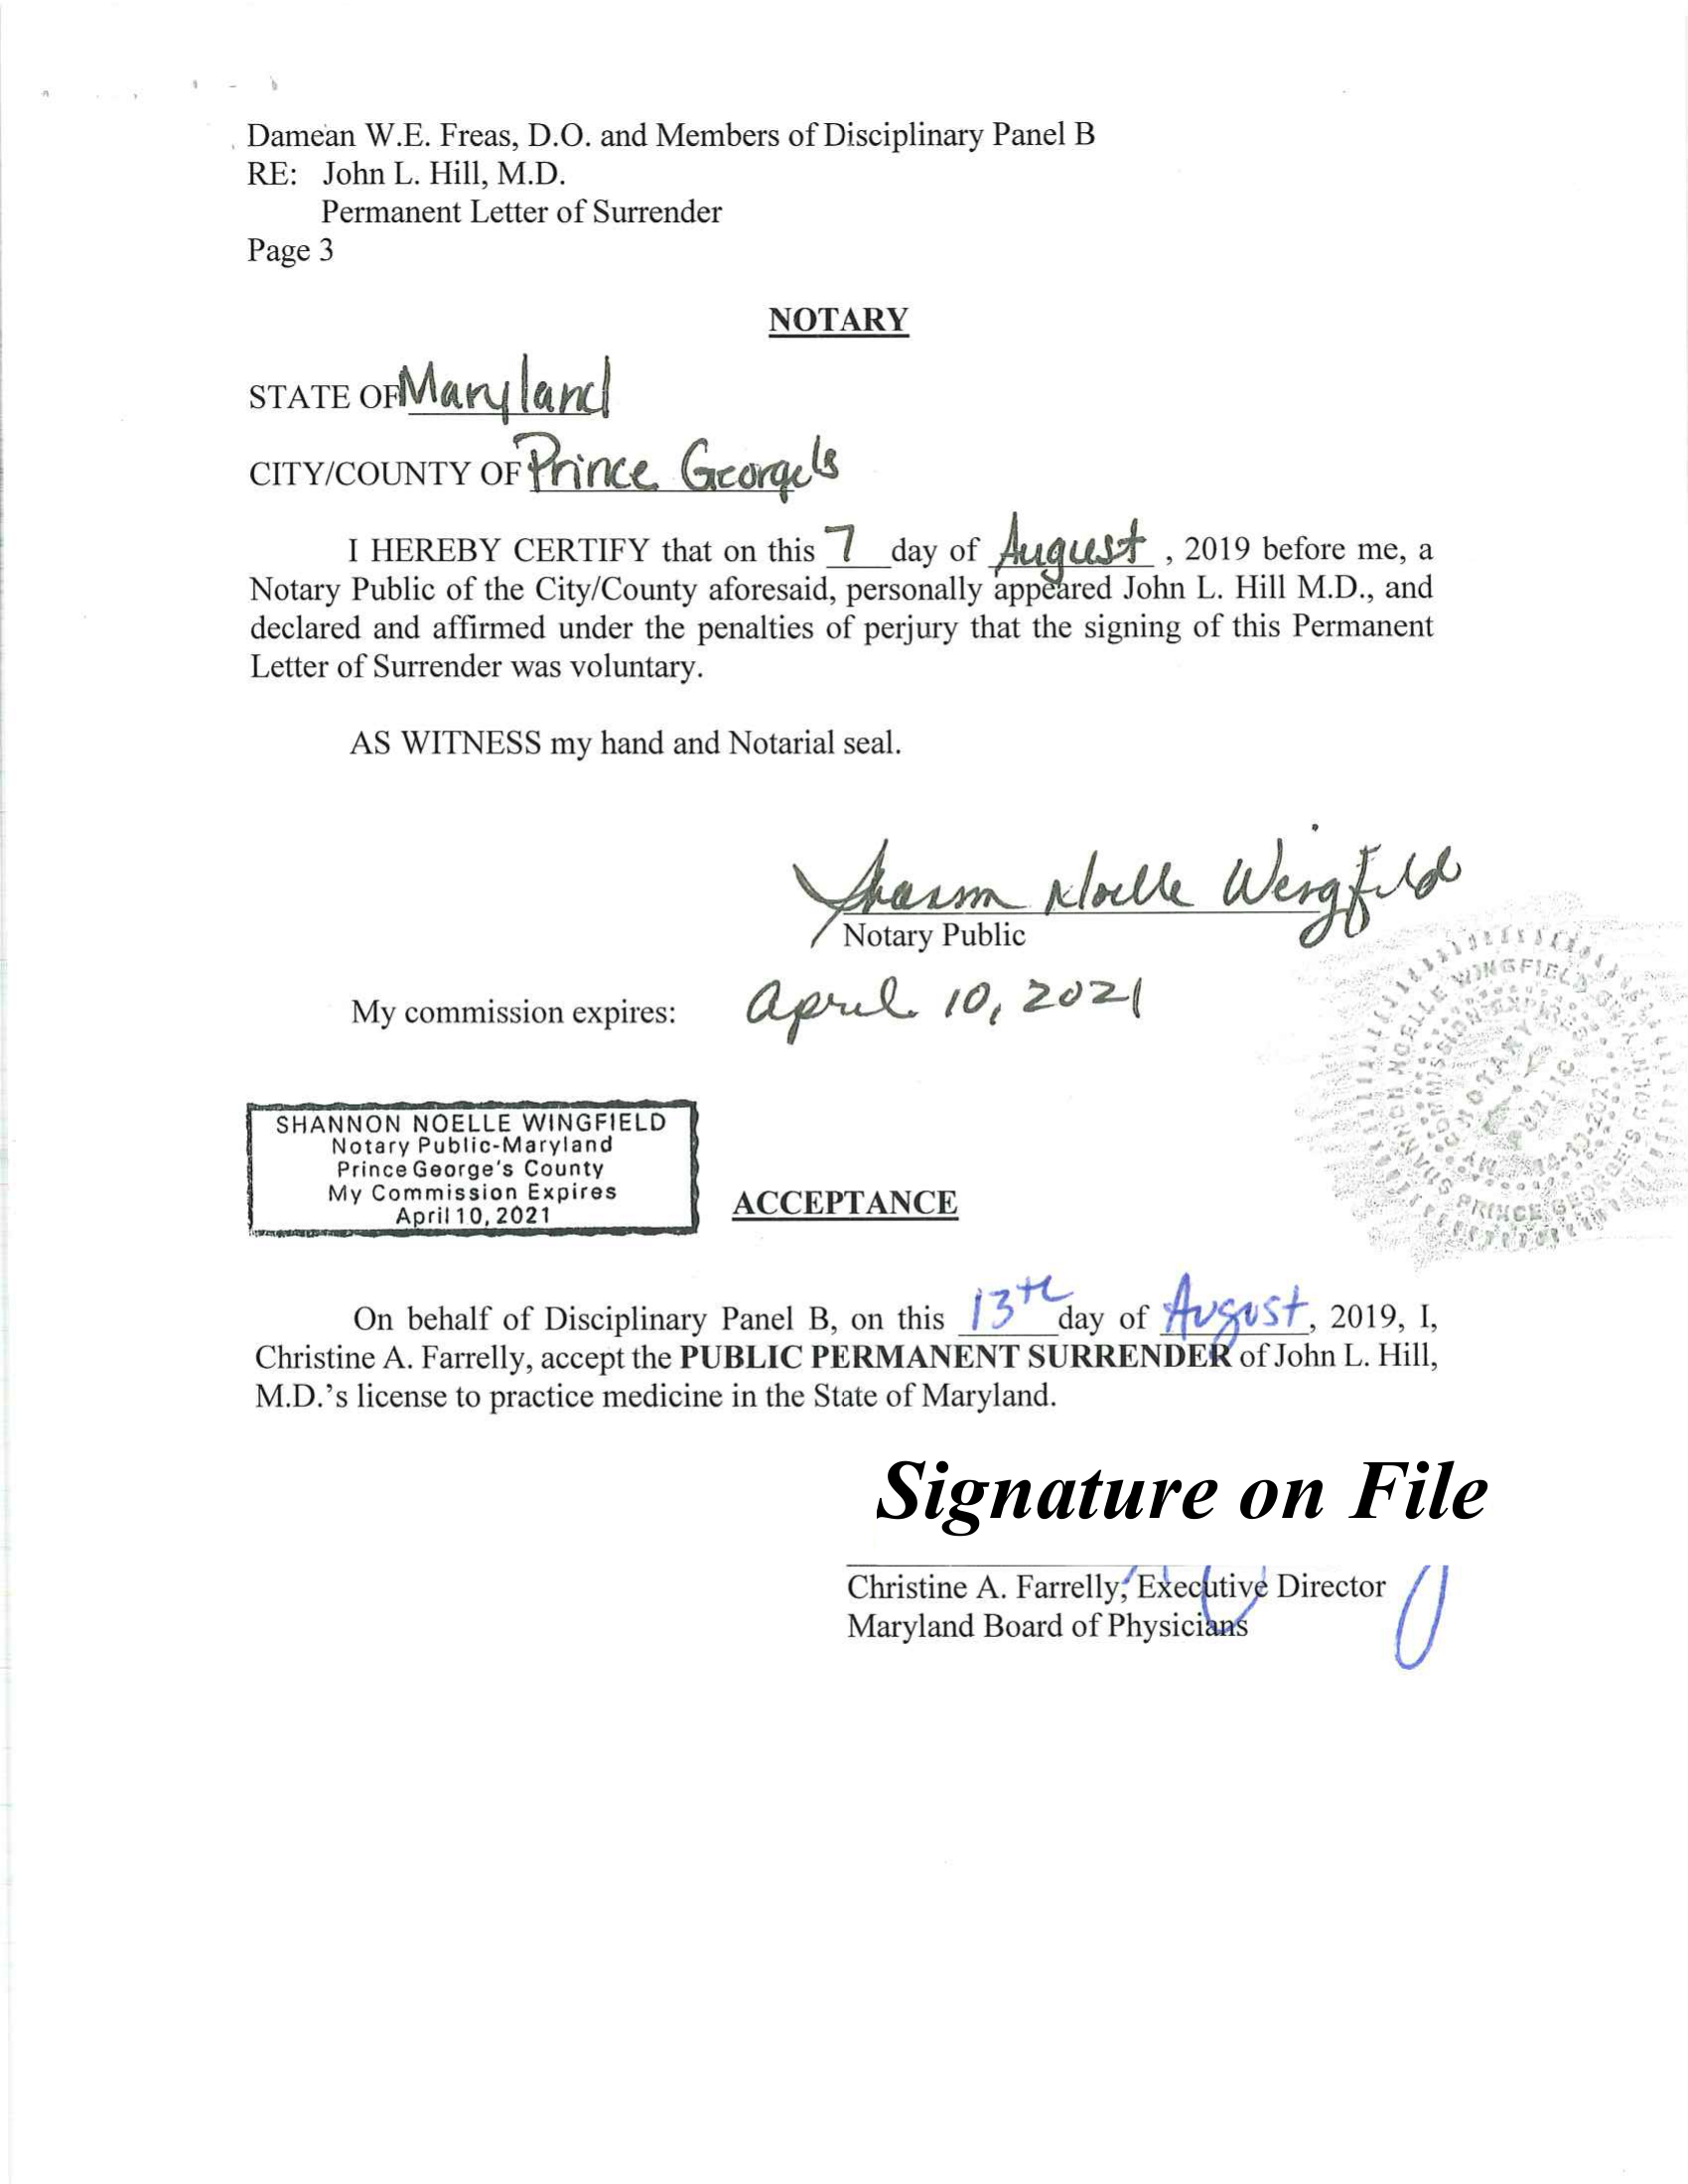 Damean W.E. Freas, D.O. and Members of Disciplinary Panel B
RE: John L. Hill, M.D.
Permanent Letter of Surrender
Page 3
NOTARY
STATE OF Maryland
CITY/COUNTY OF Prince George's
I HEREBY CERTIFY that on this 7 day of August, 2019 before me, a
Notary Public of the City/County aforesaid, personally appeared John L. Hill M.D., and
declared and affirmed under the penalties of perjury that the signing of this Permanent
Letter of Surrender was voluntary.
AS WITNESS my hand and Notarial seal.
Shannon Noelle Wingfield
Notary Public
My commission expires: April 10, 2021
SHANNON NOELLE WINGFIELD
Notary Public-Maryland
Prince George's County
My Commission Expires
April 10, 2021
SHANNON NOELLE WINGFIELD
PRINCE GEORGE'S
MY COMMISSION EXPIRES
NOTARY
PUBLIC
ACCEPTANCE
On behalf of Disciplinary Panel B, on this 13th day of August, 2019, I,
Christine A. Farrelly, accept the PUBLIC PERMANENT SURRENDER of John L. Hill,
M.D.'s license to practice medicine in the State of Maryland.
Signature on File
Christine A. Farrelly, Executive Director
Maryland Board of Physicians